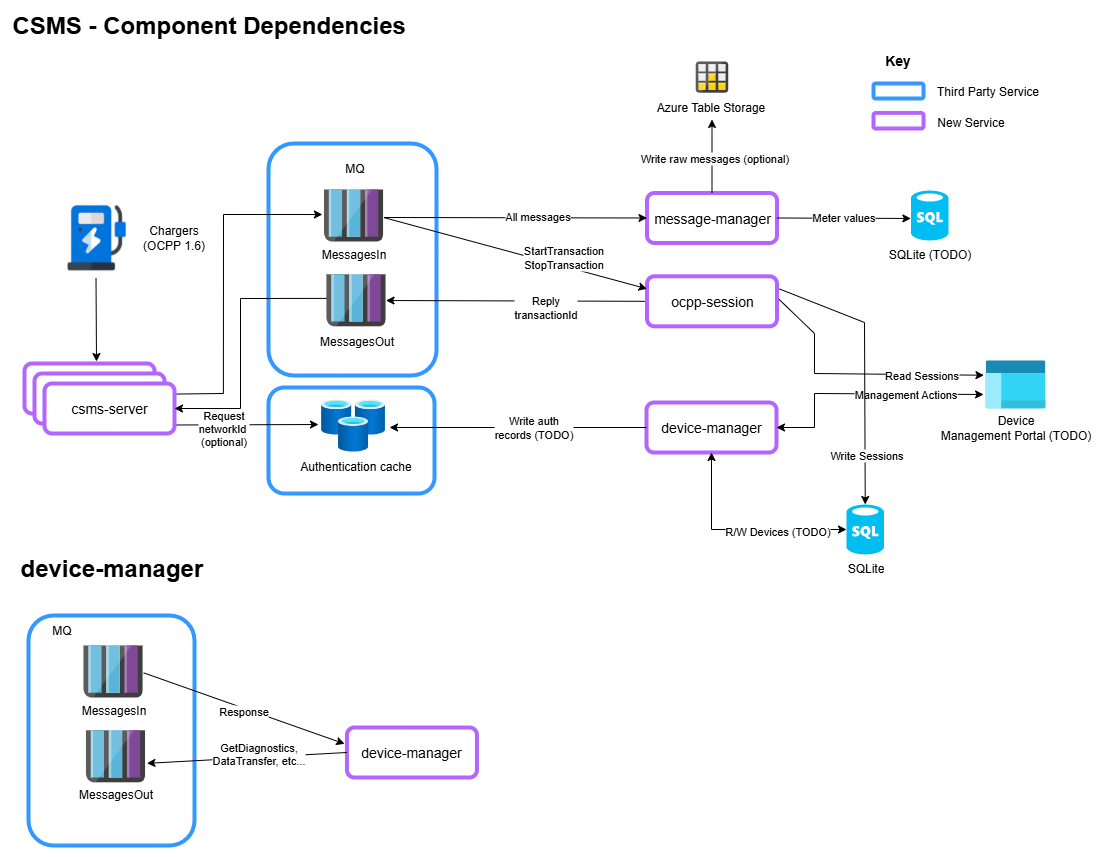 CSMS - Component Dependencies
Key
Third Party Service
New Service
Azure Table Storage
Write raw messages (optional)
MQ
Chargers
(OCPP 1.6)
MessagesIn
All messages
message-manager
Meter values
SQL
SQLite (TODO)
StartTransaction
StopTransaction
MessagesOut
Reply
transactionId
ocpp-session
Read Sessions
Management Actions
Device
Management Portal (TODO)
csms-server
Request
networkId
(optional)
Authentication cache
Write auth
records (TODO)
device-manager
Write Sessions
R/W Devices (TODO)
SQL
SQLite
device-manager
MQ
MessagesIn
Response
MessagesOut
GetDiagnostics,
DataTransfer, etc...
device-manager